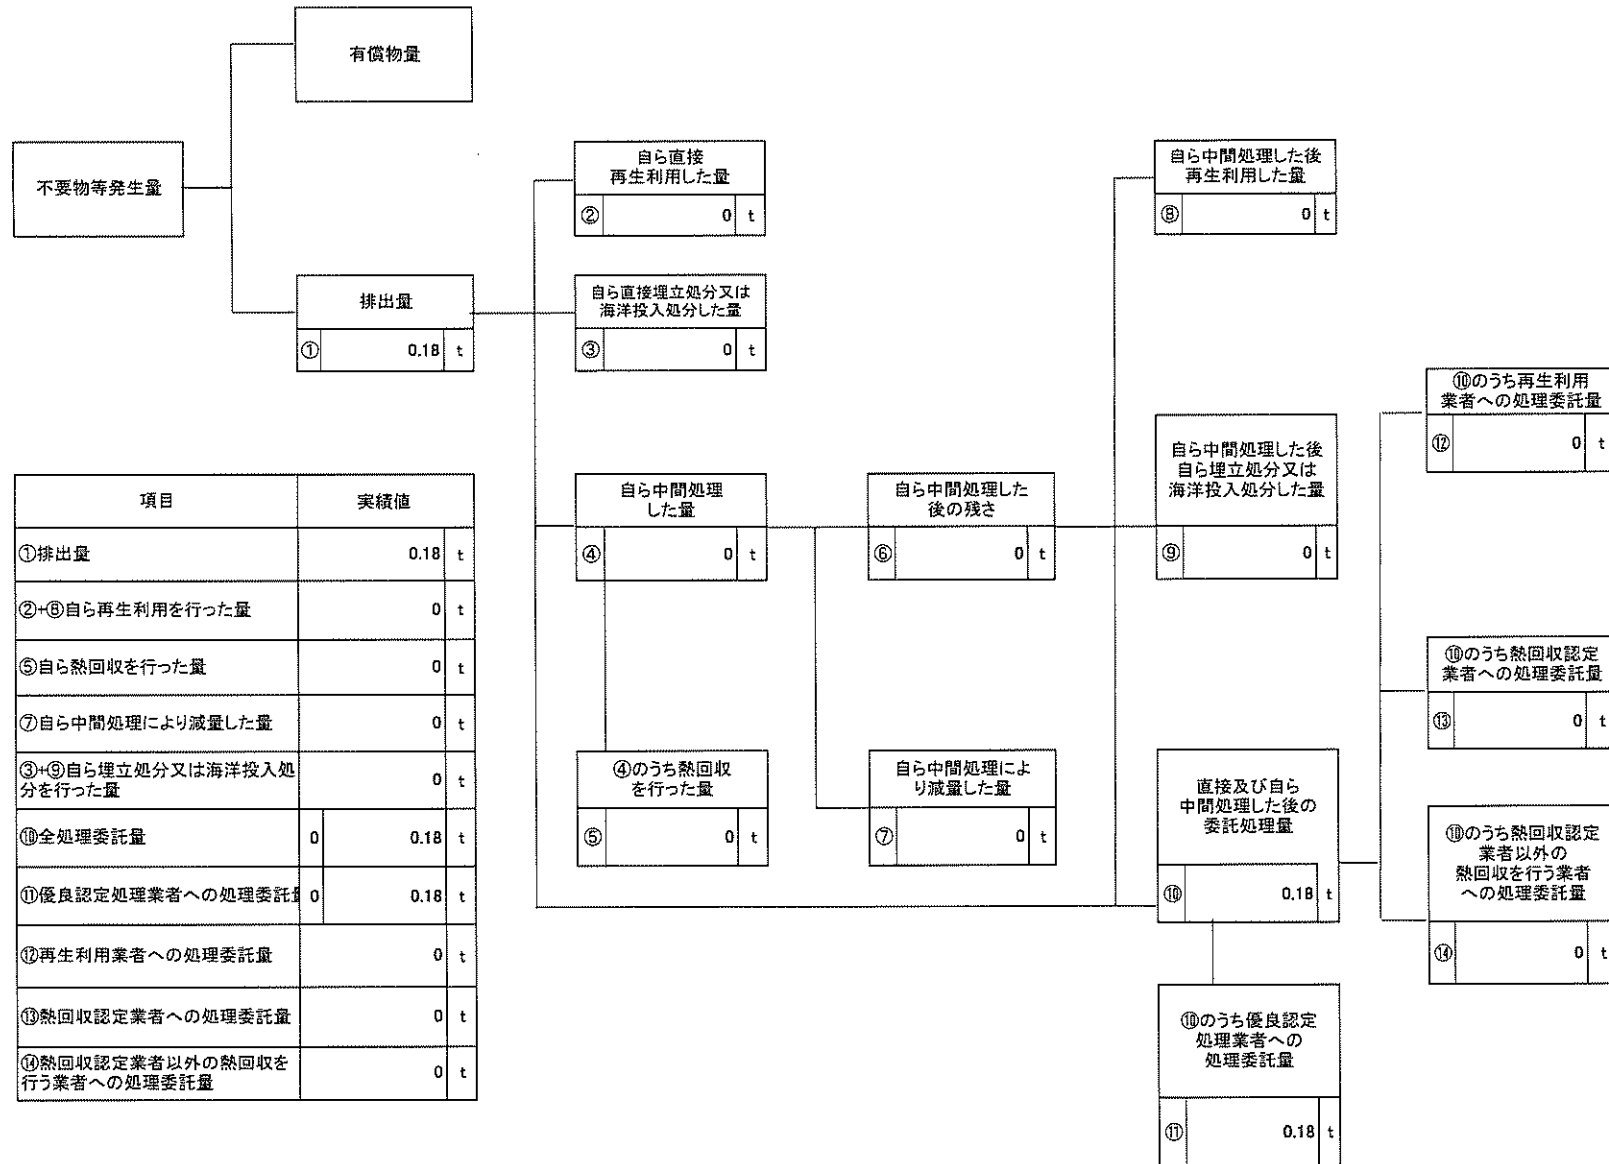 有償物量
不要物等発生量
排出量
① 0.18 t
自ら直接
再生利用した量
② 0 t
自ら直接埋立処分又は
海洋投入処分した量
③ 0 t
自ら中間処理
した量
④ 0 t
④のうち熱回収
を行った量
⑤ 0 t
自ら中間処理した
後の残さ
⑥ 0 t
自ら中間処理によ
り減量した量
⑦ 0 t
自ら中間処理した後
再生利用した量
⑧ 0 t
自ら中間処理した後
自ら埋立処分又は
海洋投入処分した量
⑨ 0 t
直接及び自ら
中間処理した後の
委託処理量
⑩ 0.18 t
⑩のうち優良認定
処理業者への
処理委託量
⑪ 0.18 t
⑩のうち再生利用
業者への処理委託量
⑫ 0 t
⑩のうち熱回収認定
業者への処理委託量
⑬ 0 t
⑩のうち熱回収認定
業者以外の
熱回収を行う業者
への処理委託量
⑭ 0 t
項目 実績値
①排出量 0.18 t
②+⑧自ら再生利用を行った量 0 t
⑤自ら熱回収を行った量 0 t
⑦自ら中間処理により減量した量 0 t
③+⑨自ら埋立処分又は海洋投入処
分を行った量 0 t
⑩全処理委託量 0 0.18 t
⑪優良認定処理業者への処理委託 0 0.18 t
⑫再生利用業者への処理委託量 0 t
⑬熱回収認定業者への処理委託量 0 t
⑭熱回収認定業者以外の熱回収を
行う業者への処理委託量 0 t